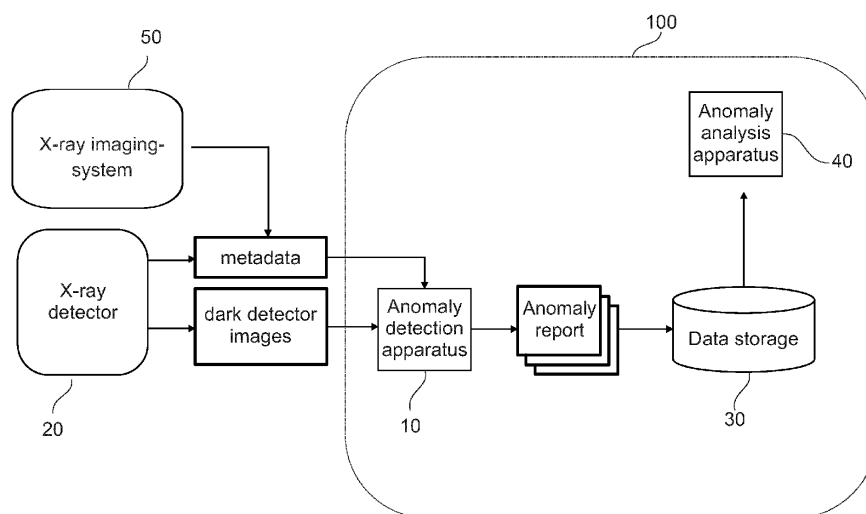 50
100
X-ray imaging-
system
Anomaly
analysis
apparatus
40
metadata
X-ray
detector
dark detector
images
Anomaly
detection
apparatus
Anomaly
report
Data storage
20
10
30